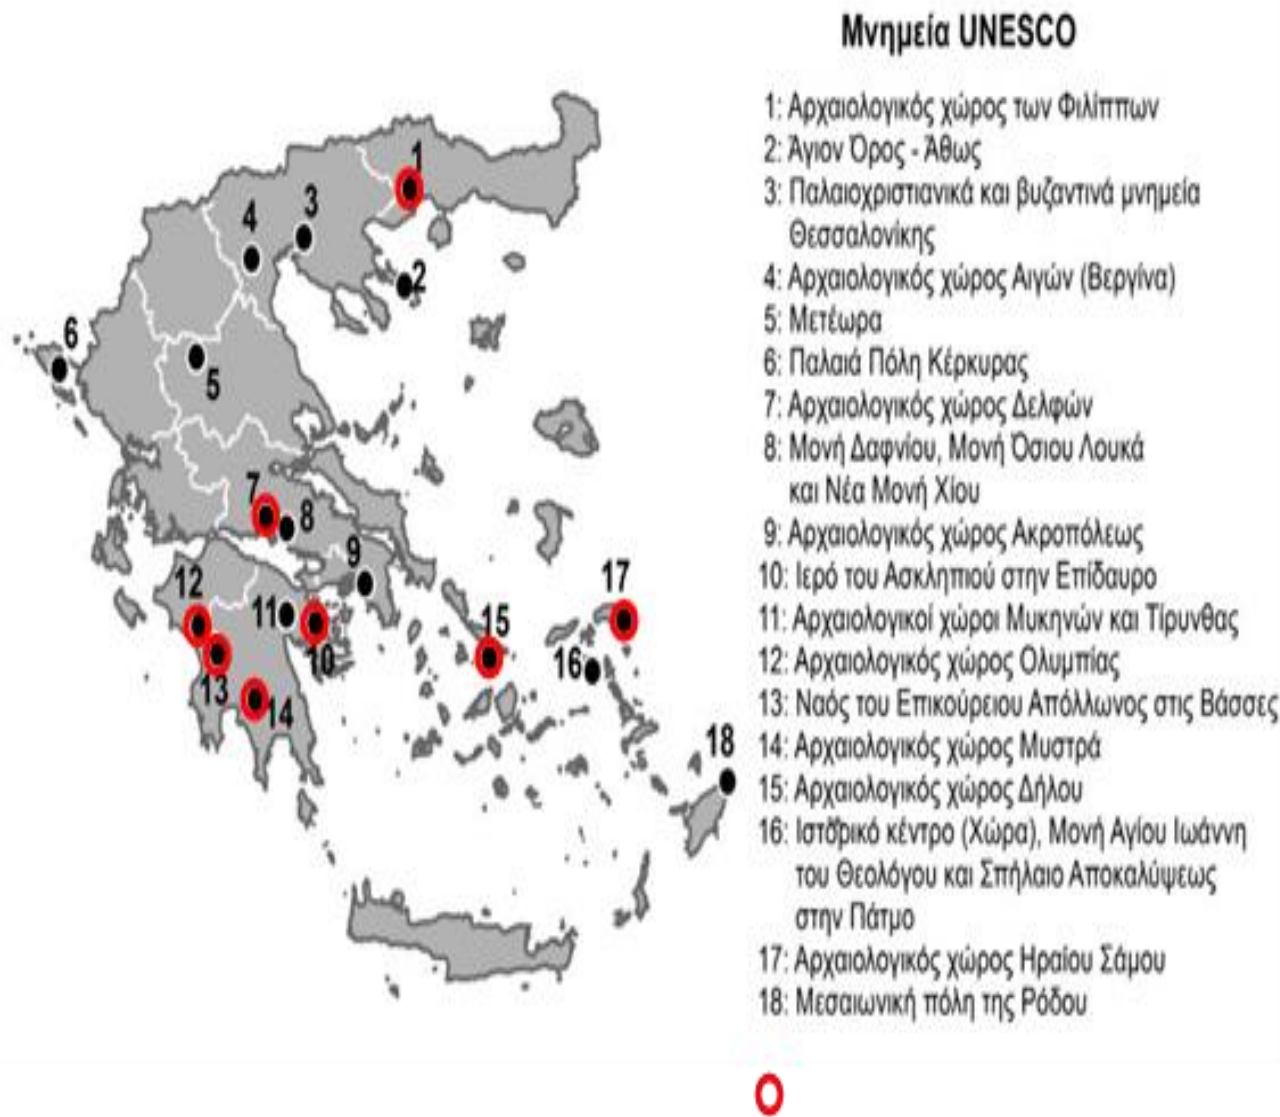 Μνημεία UNESCO
1: Αρχαιολογικός χώρος των Φιλίππων
2: Άγιον Όρος - Άθως
3: Παλαιοχριστιανικά και βυζαντινά μνημεία
Θεσσαλονίκης
4: Αρχαιολογικός χώρος Αιγών (Βεργίνα)
5: Μετέωρα
6: Παλαιά Πόλη Κέρκυρας
7: Αρχαιολογικός χώρος Δελφών
8: Μονή Δαφνίου, Μονή Όσιου Λουκά
και Νέα Μονή Χίου
9: Αρχαιολογικός χώρος Ακροπόλεως
10: Ιερό του Ασκληπιού στην Επίδαυρο
11: Αρχαιολογικοί χώροι Μυκηνών και Τίρυνθας
12: Αρχαιολογικός χώρος Ολυμπίας
13: Ναός του Επικούρειου Απόλλωνος στις Βάσσες
14: Αρχαιολογικός χώρος Μυστρά
15: Αρχαιολογικός χώρος Δήλου
16: Ιστορικό κέντρο (Χώρα), Μονή Αγίου Ιωάννη
του Θεολόγου και Σπήλαιο Αποκαλύψεως
στην Πάτμο
17: Αρχαιολογικός χώρος Ηραίου Σάμου
18: Μεσαιωνική πόλη της Ρόδου
1
3
4
2
6
5
7
8
9
12
11
10
17
15
16
13
14
18